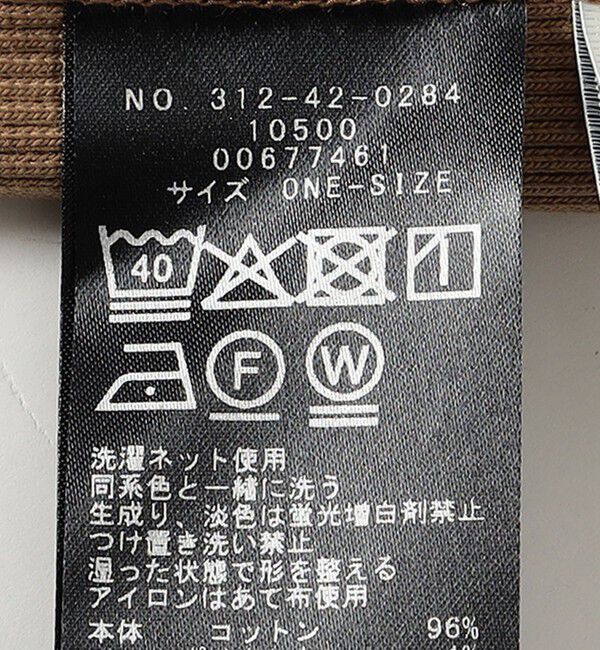 NO. 312-42-0284
10500
00677461
サイズ ONE-SIZE
40
F W
洗濯ネット使用
同系色と一緒に洗う
生成り、淡色は蛍光増白剤禁止
つけ置き洗い禁止
湿った状態で形を整える
アイロンはあて布使用
本体 コットン 96%